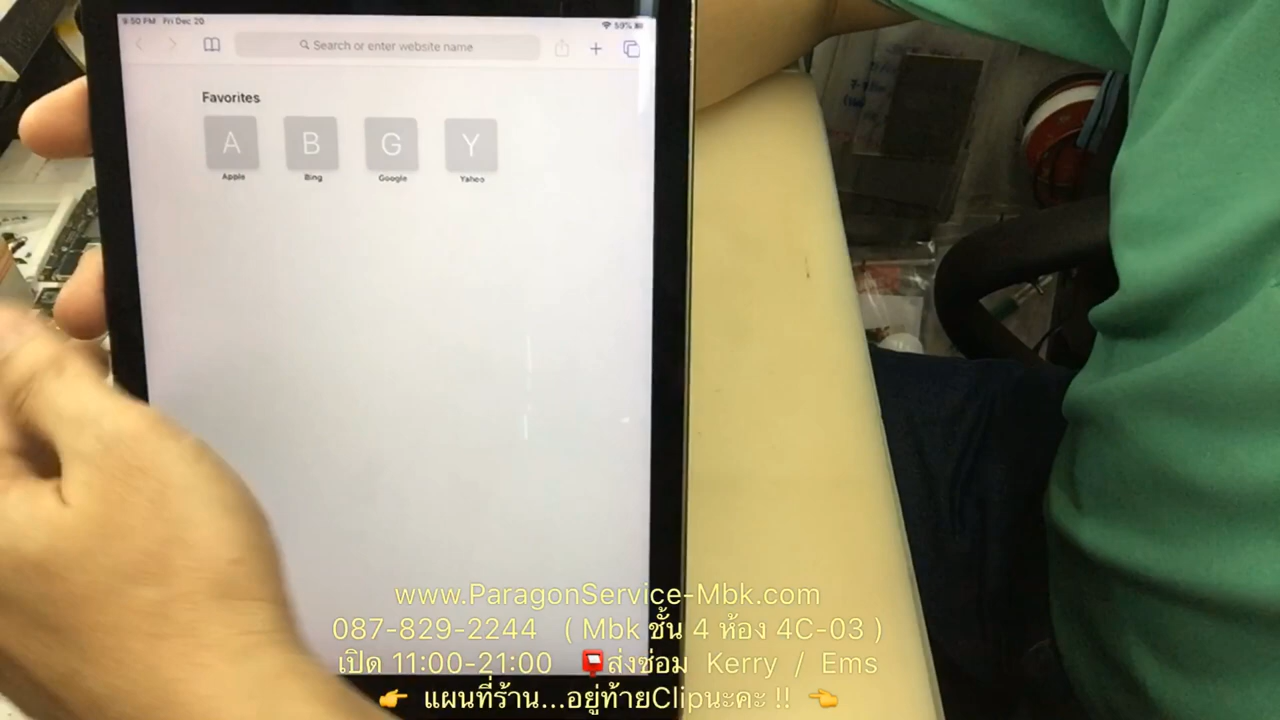 9:50 PM Fri Dec 20
59%
Search or enter website name
Favorites
A B G Y
Apple Bing Google Yahoo
www.ParagonService-Mbk.com
087-829-2244 ( Mbk ชั้น 4 ห้อง 4C-03 )
เปิด 11:00-21:00 📮ส่งซ่อม Kerry / Ems
👉 แผนที่ร้าน...อยู่ท้ายClipนะคะ !! 👈